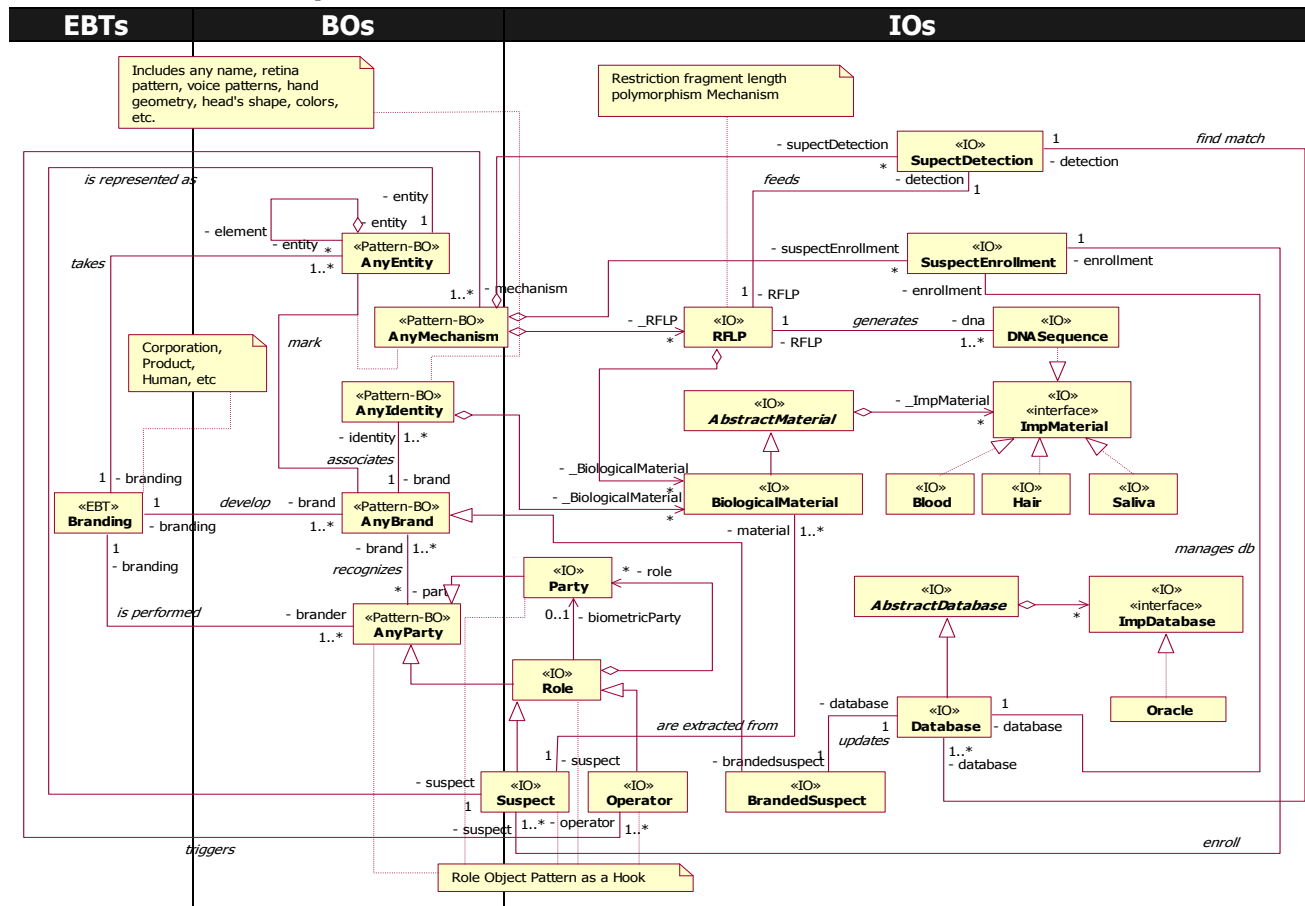 EBTs
BOs
IOs
Includes any name, retina
pattern, voice patterns, hand
geometry, head's shape, colors,
etc.
Restriction fragment length
polymorphism Mechanism
- supectDetection
*
«IO»
SupectDetection
1
- detection
find match
- detection
1
feeds
is represented as
- entity
1
- element
- entity
- entity
*
1..*
«Pattern-BO»
AnyEntity
takes
- suspectEnrollment
*
«IO»
SuspectEnrollment
1
- enrollment
- enrollment
- mechanism
1..*
1
- RFLP
«Pattern-BO»
AnyMechanism
- _RFLP
*
«IO»
RFLP
1
- RFLP
generates
- dna
1..*
«IO»
DNASequence
mark
Corporation,
Product,
Human, etc
«Pattern-BO»
AnyIdentity
- identity
1..*
associates
1
- brand
«IO»
AbstractMaterial
- _ImpMaterial
*
«IO»
«interface»
ImpMaterial
- _BiologicalMaterial
*
- _BiologicalMaterial
*
«IO»
BiologicalMaterial
- material
1..*
«IO»
Blood
«IO»
Hair
«IO»
Saliva
1
- branding
«EBT»
Branding
1
- branding
develop
- brand
1..*
«Pattern-BO»
AnyBrand
1
- branding
- brand
1..*
recognizes
*
- part
manages db
«IO»
Party
*
- role
0..1
- biometricParty
is performed
- brander
1..*
«Pattern-BO»
AnyParty
«IO»
AbstractDatabase
*
«IO»
«interface»
ImpDatabase
«IO»
Role
are extracted from
Oracle
- database
1
updates
«IO»
Database
1
- database
1..*
- database
1
- suspect
- suspect
1
«IO»
Suspect
«IO»
Operator
- brandedsuspect
1
«IO»
BrandedSuspect
- suspect
1..*
- operator
1..*
triggers
enroll
Role Object Pattern as a Hook